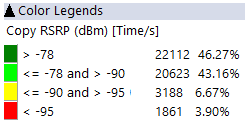 Color Legends
Copy RSRP (dBm) [Time/s]
> -78 22112 46.27%
<= -78 and > -90 20623 43.16%
<= -90 and > -95 3188 6.67%
< -95 1861 3.90%